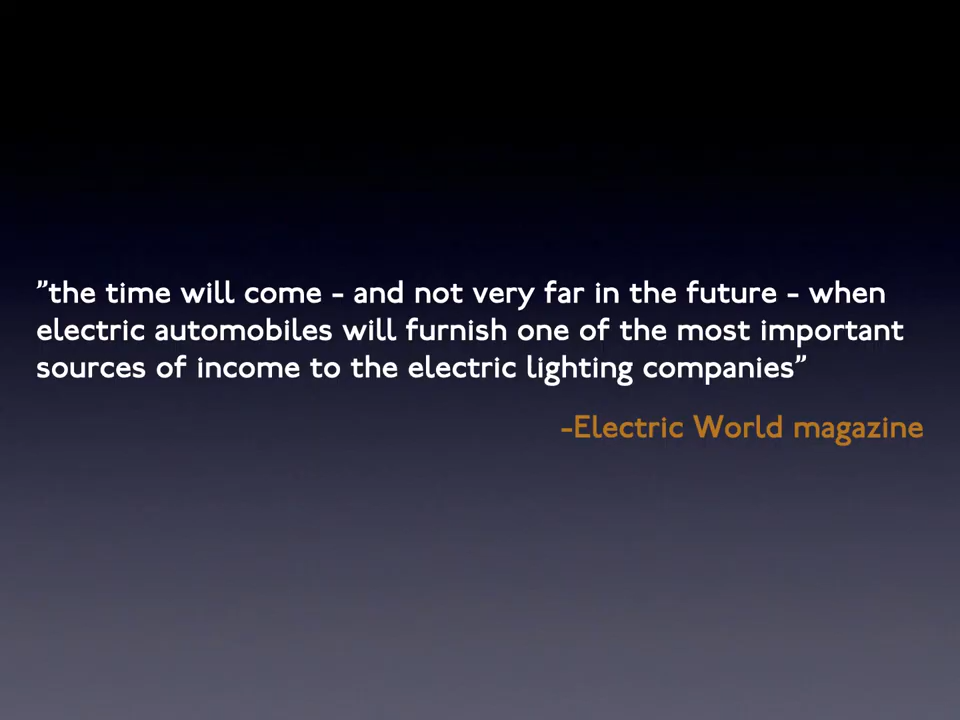 ”the time will come - and not very far in the future - when
electric automobiles will furnish one of the most important
sources of income to the electric lighting companies”
-Electric World magazine